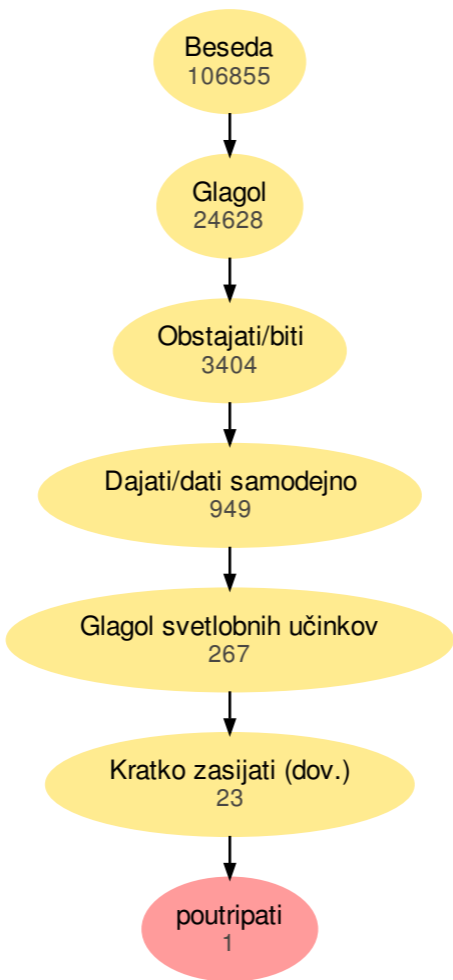 Beseda
106855
Glagol
24628
Obstajati/biti
3404
Dajati/dati samodejno
949
Glagol svetlobnih učinkov
267
Kratko zasijati (dov.)
23
poutripati
1